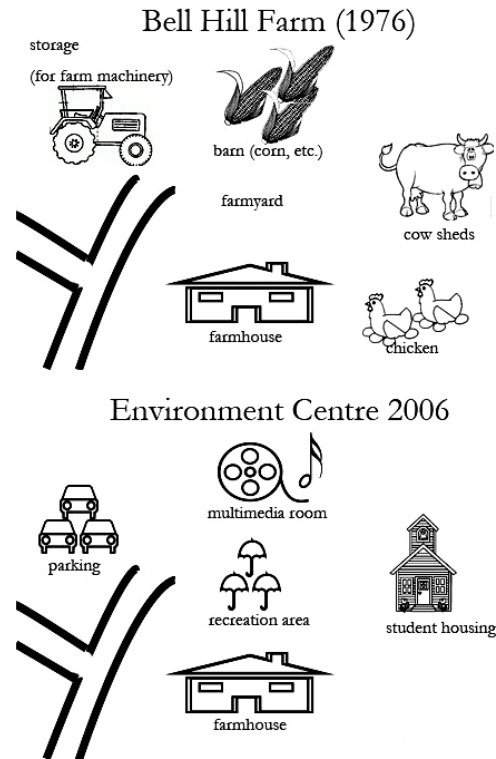 Bell Hill Farm (1976)
storage
(for farm machinery)
barn (corn, etc.)
farmyard
cow sheds
farmhouse
chicken
Environment Centre 2006
multimedia room
parking
recreation area
student housing
farmhouse